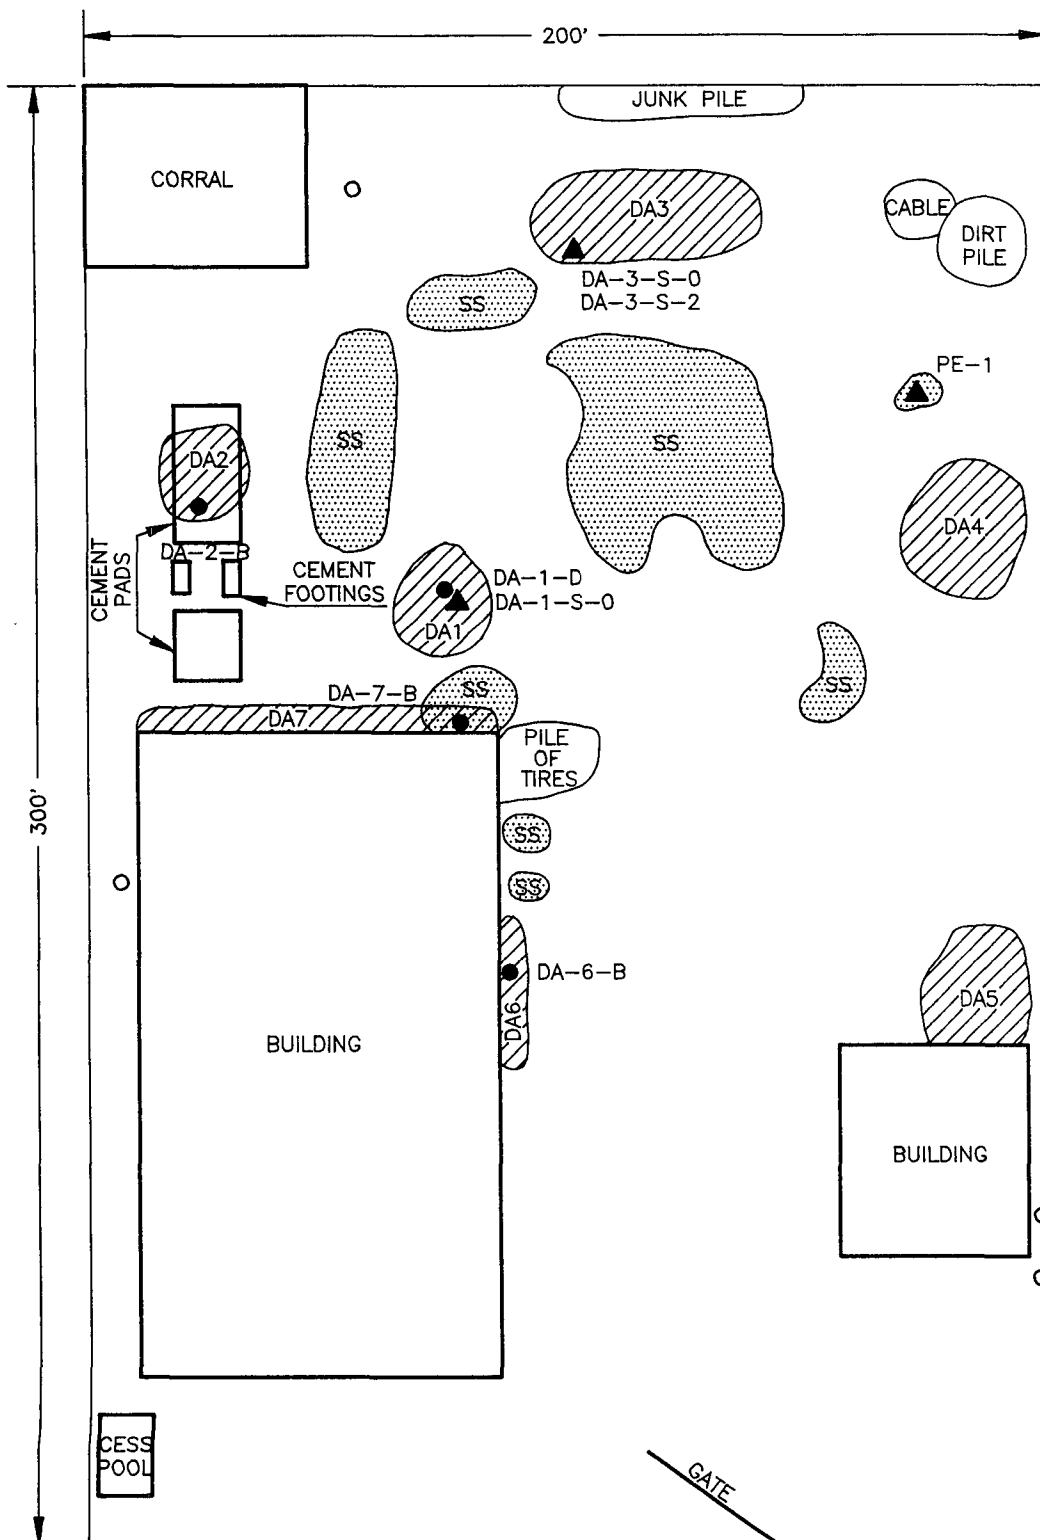 200'
JUNK PILE
CORRAL
DA3
CABLE
DIRT
PILE
DA-3-S-0
DA-3-S-2
SS
PE-1
SS
SS
DA2
DA4
DA-2-B
CEMENT
PADS
CEMENT
FOOTINGS
DA-1-D
DA-1-S-0
DA1
SS
DA-7-B
SS
DA7
PILE
OF
TIRES
300'
SS
SS
DA-6-B
DA6
DA5
BUILDING
BUILDING
CESS
POOL
GATE